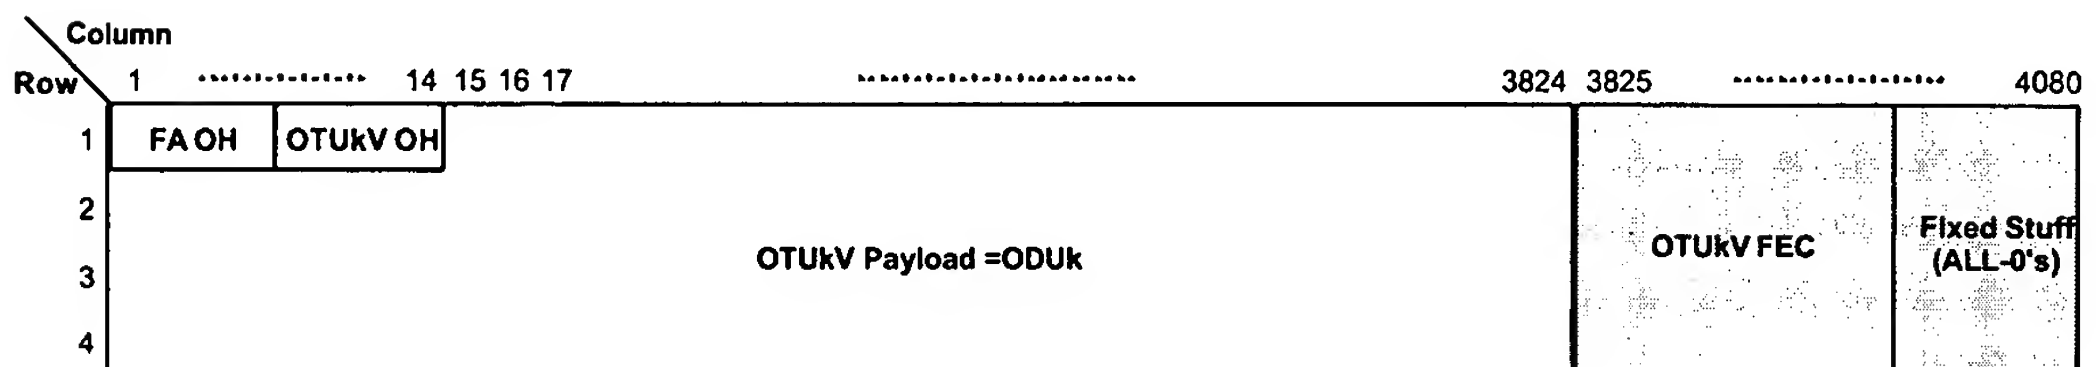 Column
Row 1 14 15 16 17 3824 3825 4080
1 FA OH OTUkV OH
2
OTUkV Payload =ODUk
OTUkV FEC
Fixed Stuff
(ALL-0's)
3
4